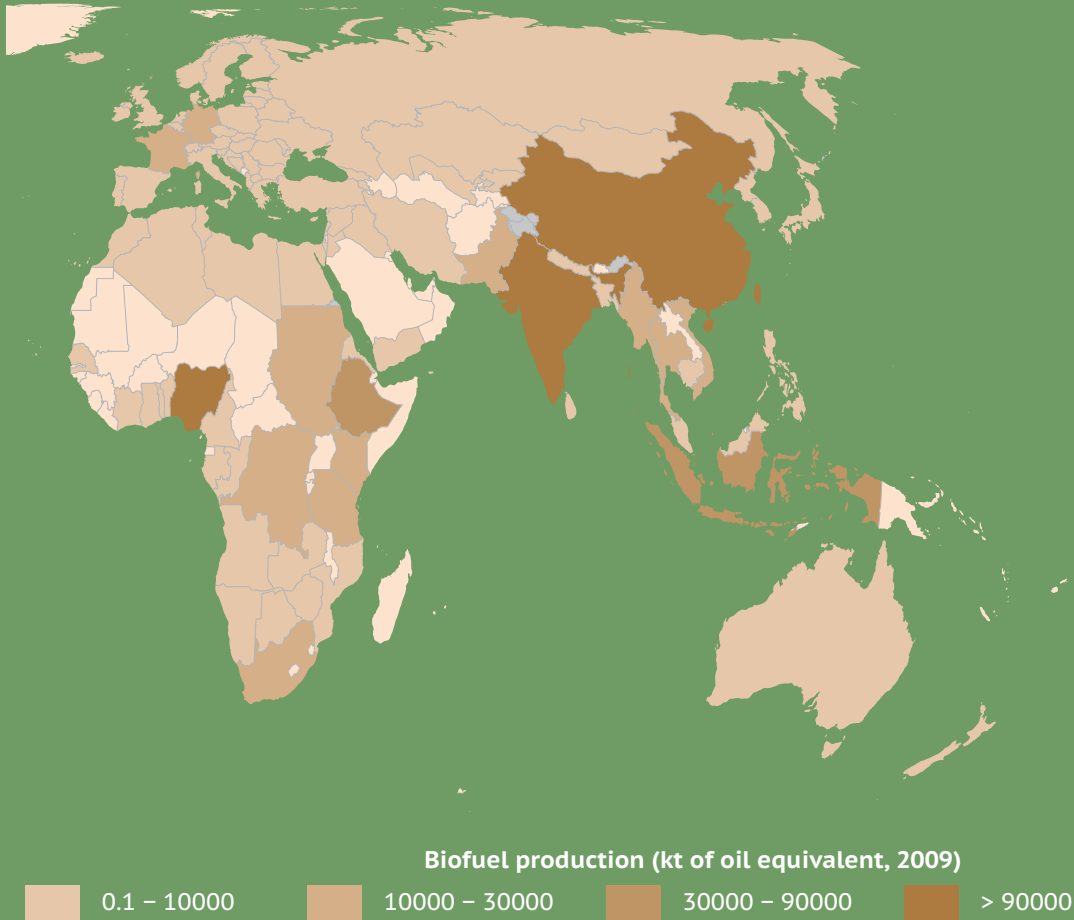 Biofuel production (kt of oil equivalent, 2009)
0.1 – 10000 10000 – 30000 30000 – 90000 > 90000